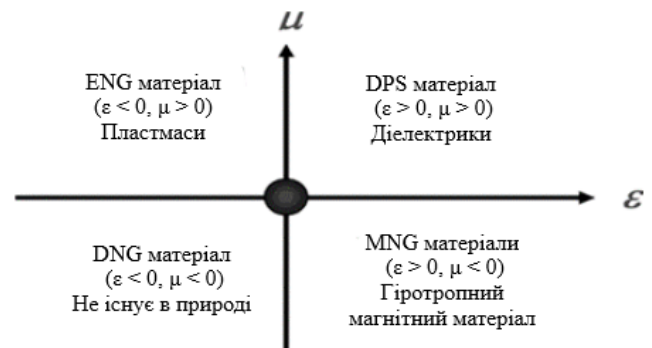 μ
ENG матеріал
(ε < 0, μ > 0)
Пластмаси
DPS матеріал
(ε > 0, μ > 0)
Діелектрики
ε
DNG матеріал
(ε < 0, μ < 0)
Не існує в природі
MNG матеріали
(ε > 0, μ < 0)
Гіротропний
магнітний матеріал